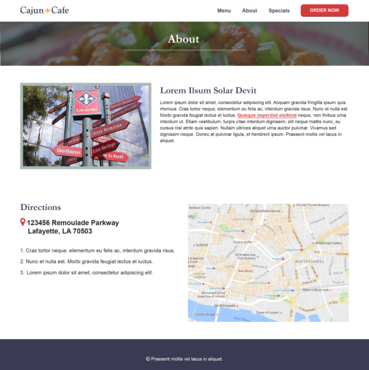 Cajun Cafe
Menu About Specials ORDER NOW
About
Lorem Ilsum Solar Devit
Lorem ipsum dolor sit amet, consectetur adipiscing elit. Aliquam gravida fringilla ipsum quis
rhoncus. Cras tortor neque, elementum eu felis ac, interdum gravida risus. Nunc et nulla est.
Morbi gravida feugiat lectus et luctus. Quisque imperdiet eleifend neque, non finibus urna
interdum ut. Etiam vestibulum, turpis vitae interdum dignissim, elit neque mattis nunc, eu
cursus nisl ante quis sapien. Nullam ultrices aliquet urna auctor pulvinar. Vivamus sed
dignissim neque. Donec at pulvinar ligula, et hendrerit ipsum. Praesent mollis vel lacus in
aliquet.
Directions
123456 Remoulade Parkway
Lafayette, LA 70503
1. Cras tortor neque, elementum eu felis ac, interdum gravida risus.
2. Nunc et nulla est. Morbi gravida feugiat lectus et luctus.
3. Lorem ipsum dolor sit amet, consectetur adipiscing elit.
WHITECHAPEL
© Praesent mollis vel lacus in aliquet.